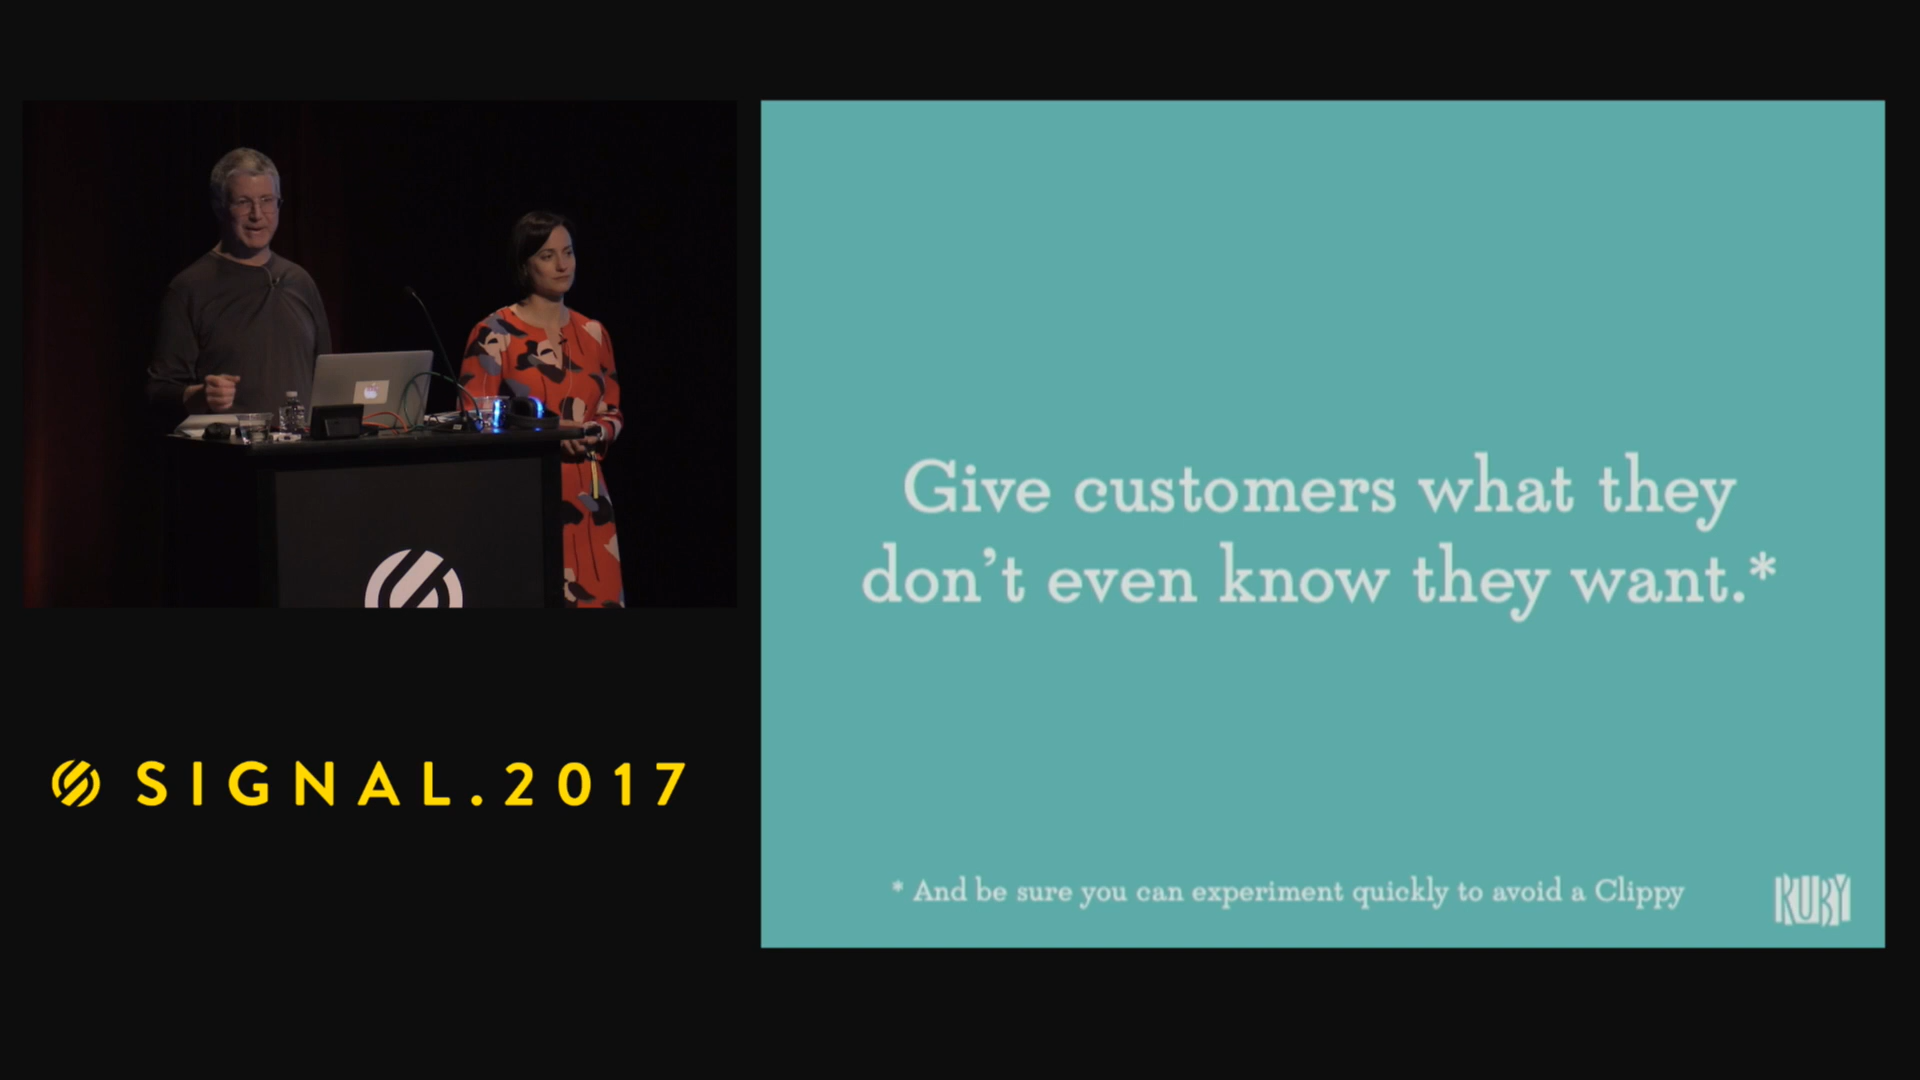 SIGNAL.2017
Give customers what they
don't even know they want.*
* And be sure you can experiment quickly to avoid a Clippy
RUBY